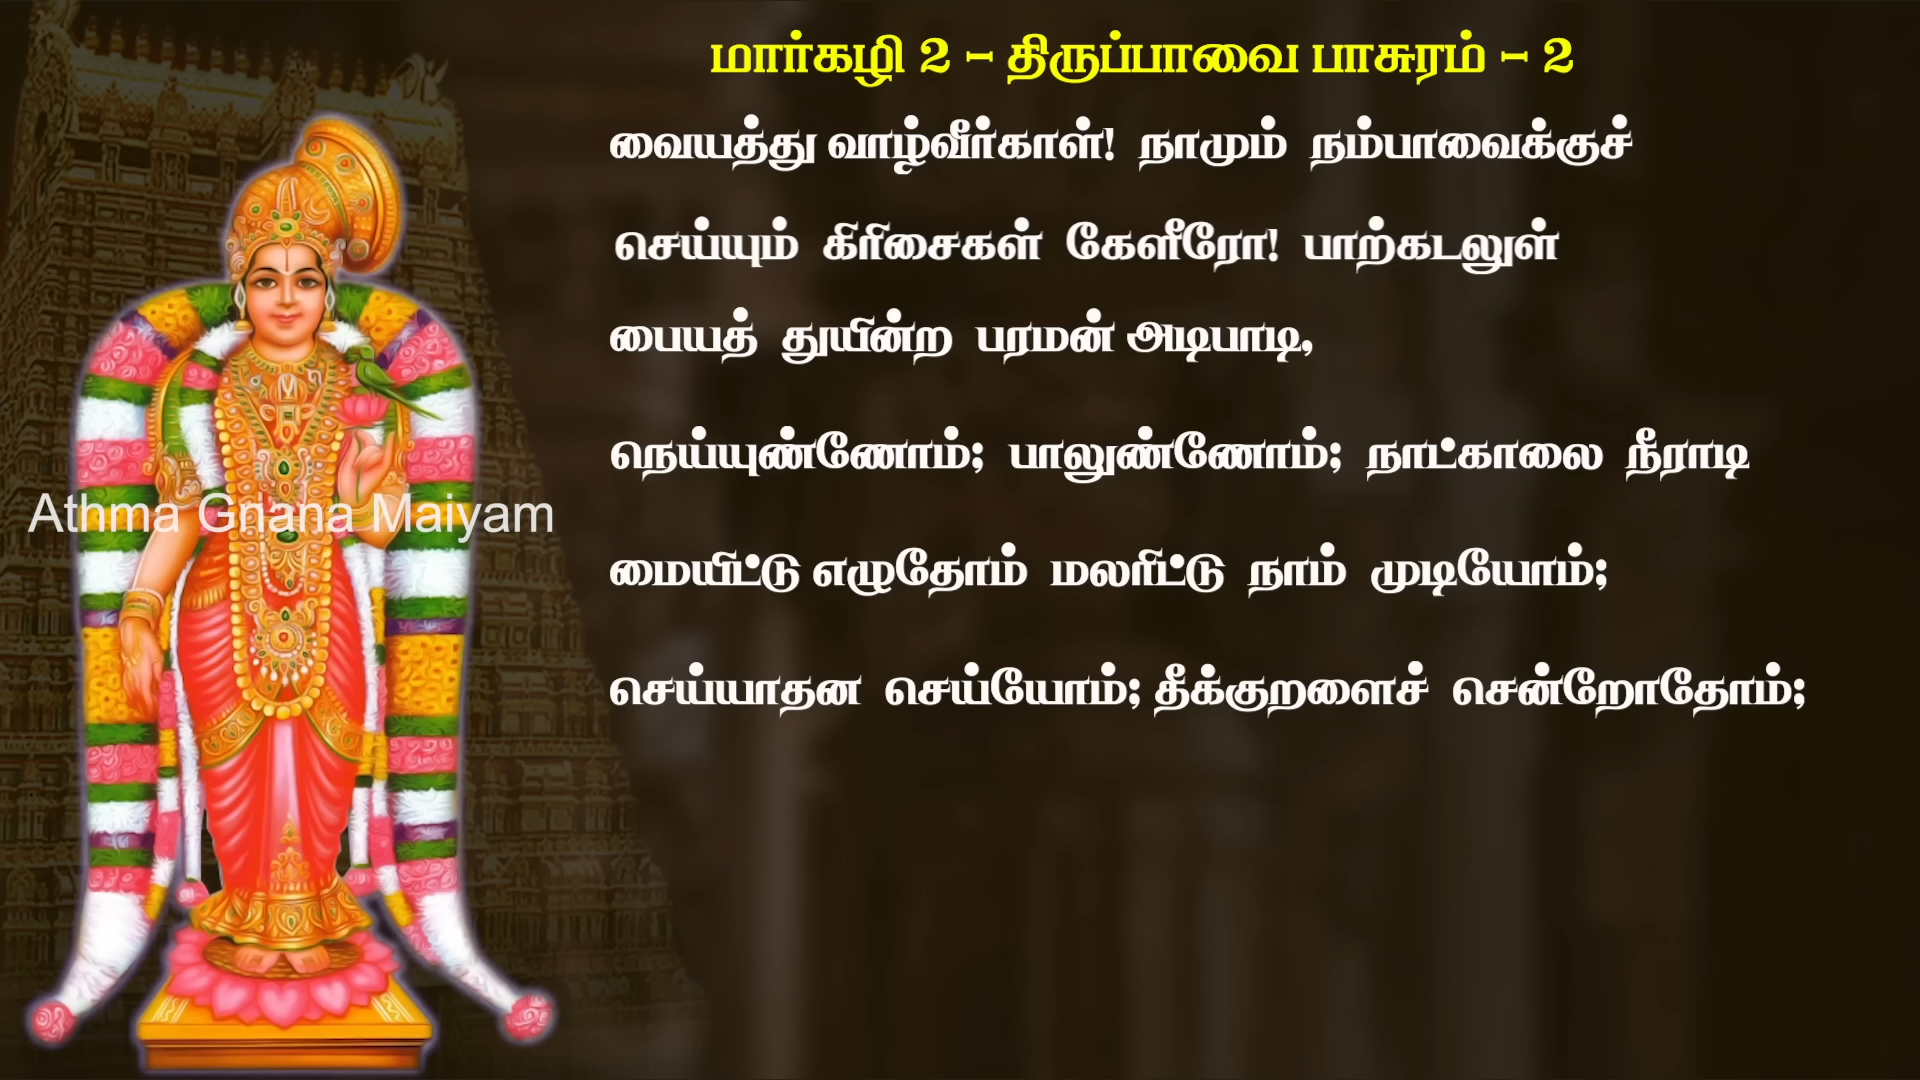 மார்கழி 2 - திருப்பாவை பாசுரம் - 2
வையத்து வாழ்வீர்காள்! நாமும் நம்பாவைக்குச்
செய்யும் கிரிசைகள் கேளீரோ! பாற்கடலுள்
பையத் துயின்ற பரமன் அடிபாடி,
நெய்யுண்ணோம்; பாலுண்ணோம்; நாட்காலை நீராடி
மையிட்டு எழுதோம் மலரிட்டு நாம் முடியோம்;
செய்யாதன செய்யோம்; தீக்குறளைச் சென்றோதோம்;
Athma Gnana Maiyam